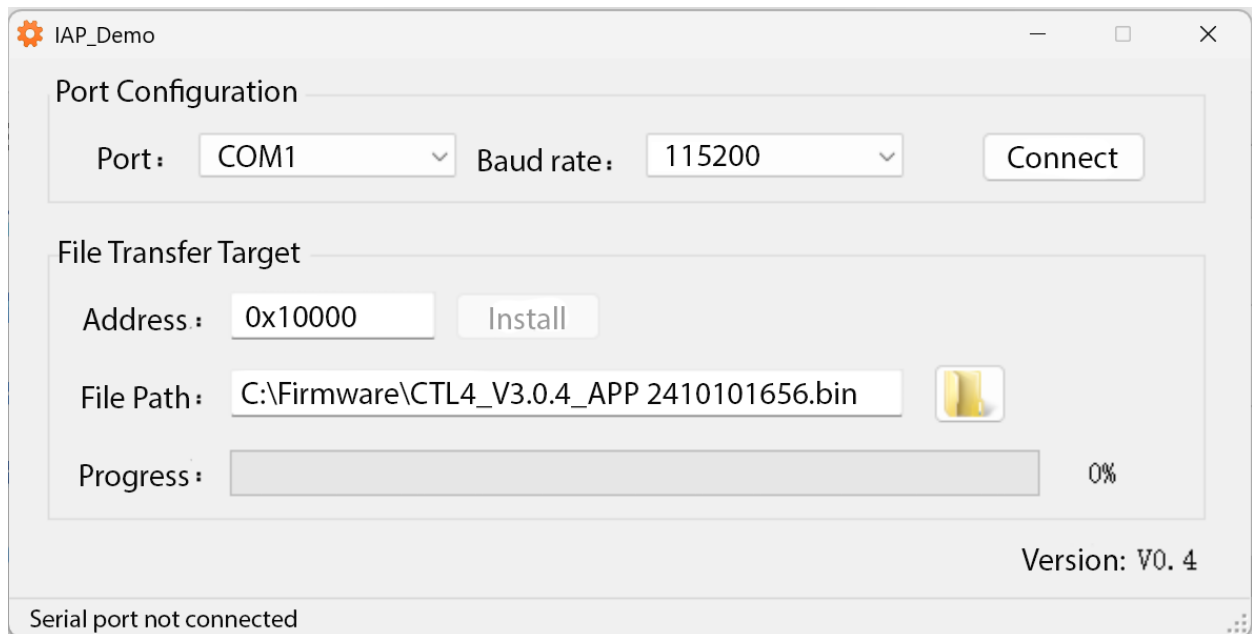 IAP_Demo
Port Configuration
Port： COM1 Baud rate： 115200 Connect
File Transfer Target
Address： 0x10000 Install
File Path： C:\Firmware\CTL4_V3.0.4_APP 2410101656.bin
Progress： 0%
Version: V0.4
Serial port not connected